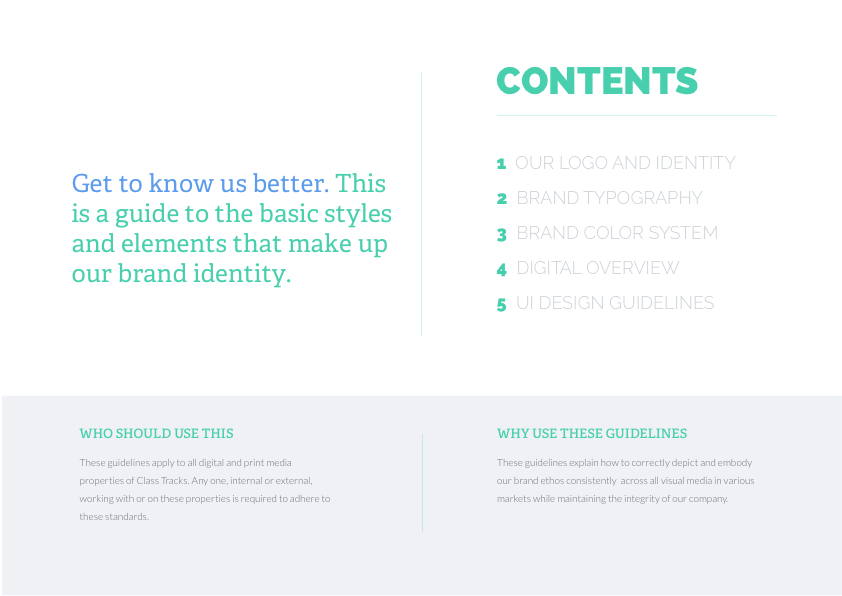 Get to know us better. This
is a guide to the basic styles
and elements that make up
our brand identity.
CONTENTS
1 OUR LOGO AND IDENTITY
2 BRAND TYPOGRAPHY
3 BRAND COLOR SYSTEM
4 DIGITAL OVERVIEW
5 UI DESIGN GUIDELINES
WHO SHOULD USE THIS
These guidelines apply to all digital and print media
properties of Class Tracks. Any one, internal or external,
working with or on these properties is required to adhere to
these standards.
WHY USE THESE GUIDELINES
These guidelines explain how to correctly depict and embody
our brand ethos consistently  across all visual media in various
markets while maintaining the integrity of our company.